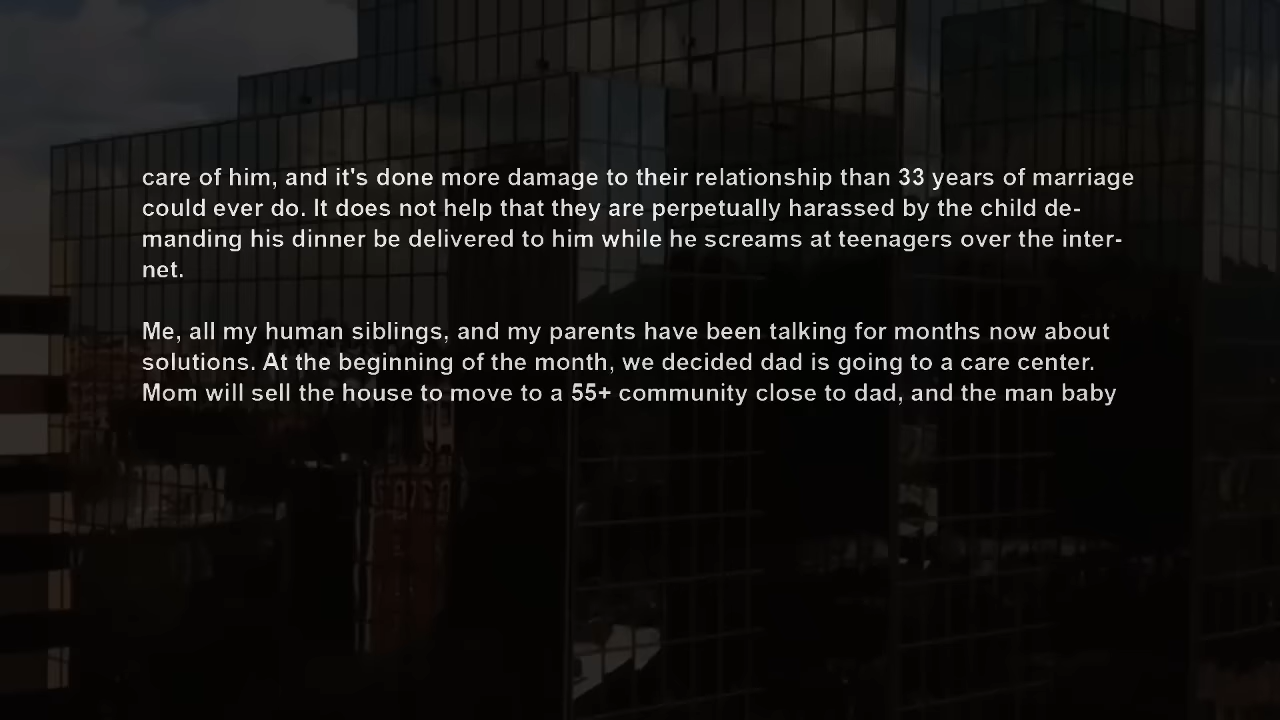 care of him, and it's done more damage to their relationship than 33 years of marriage
could ever do. It does not help that they are perpetually harassed by the child de-
manding his dinner be delivered to him while he screams at teenagers over the inter-
net.
Me, all my human siblings, and my parents have been talking for months now about
solutions. At the beginning of the month, we decided dad is going to a care center.
Mom will sell the house to move to a 55+ community close to dad, and the man baby